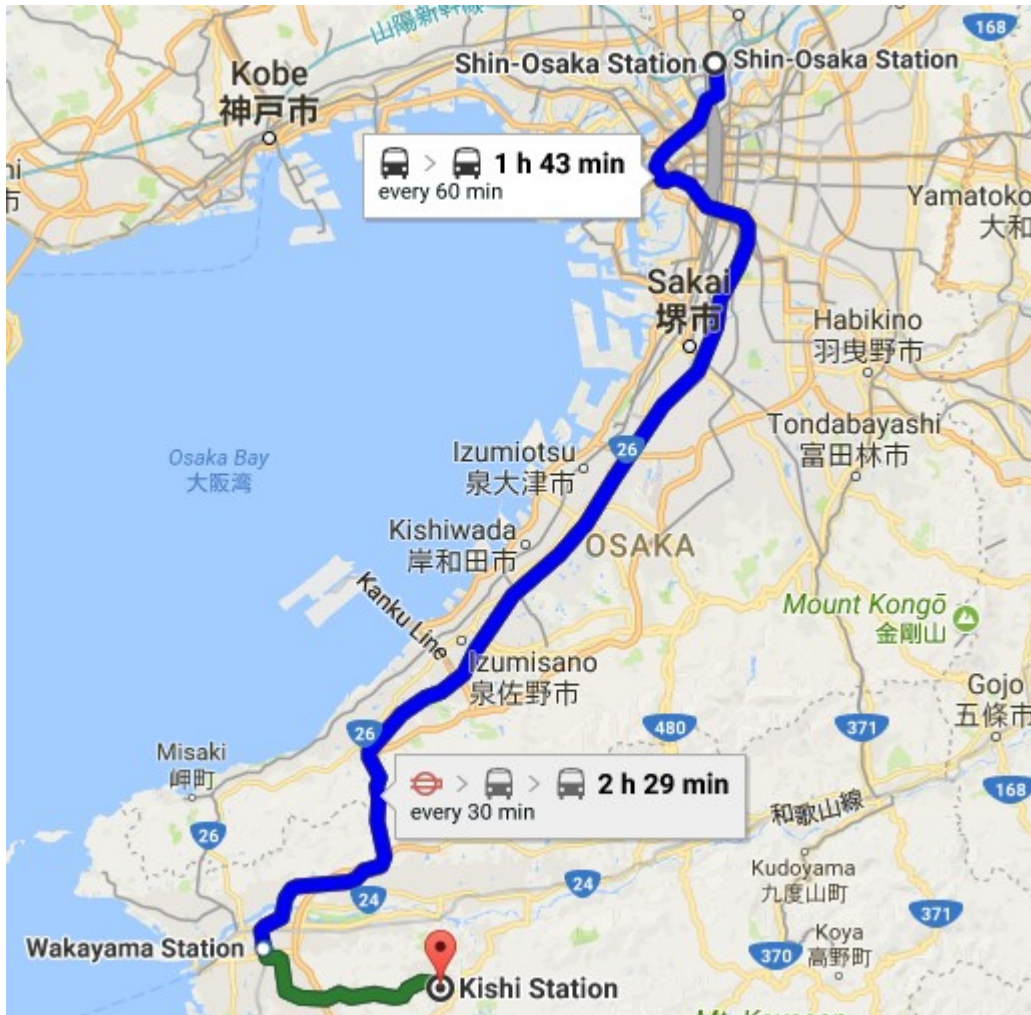 山陽新幹線
168
Kobe
神戸市
Shin-Osaka Station
Shin-Osaka Station
1 h 43 min
every 60 min
Yamatoko
大和
Sakai
堺市
Habikino
羽曳野市
Tondabayashi
富田林市
Osaka Bay
大阪湾
Izumiotsu
泉大津市
26
Kishiwada
岸和田市
OSAKA
Kanku Line
Mount Kongō
金剛山
Izumisano
泉佐野市
Gojo
五條市
26
480
371
Misaki
岬町
2 h 29 min
every 30 min
168
和歌山線
26
Kudoyama
九度山町
24
24
371
Wakayama Station
Koya
高野町
370
Kishi Station